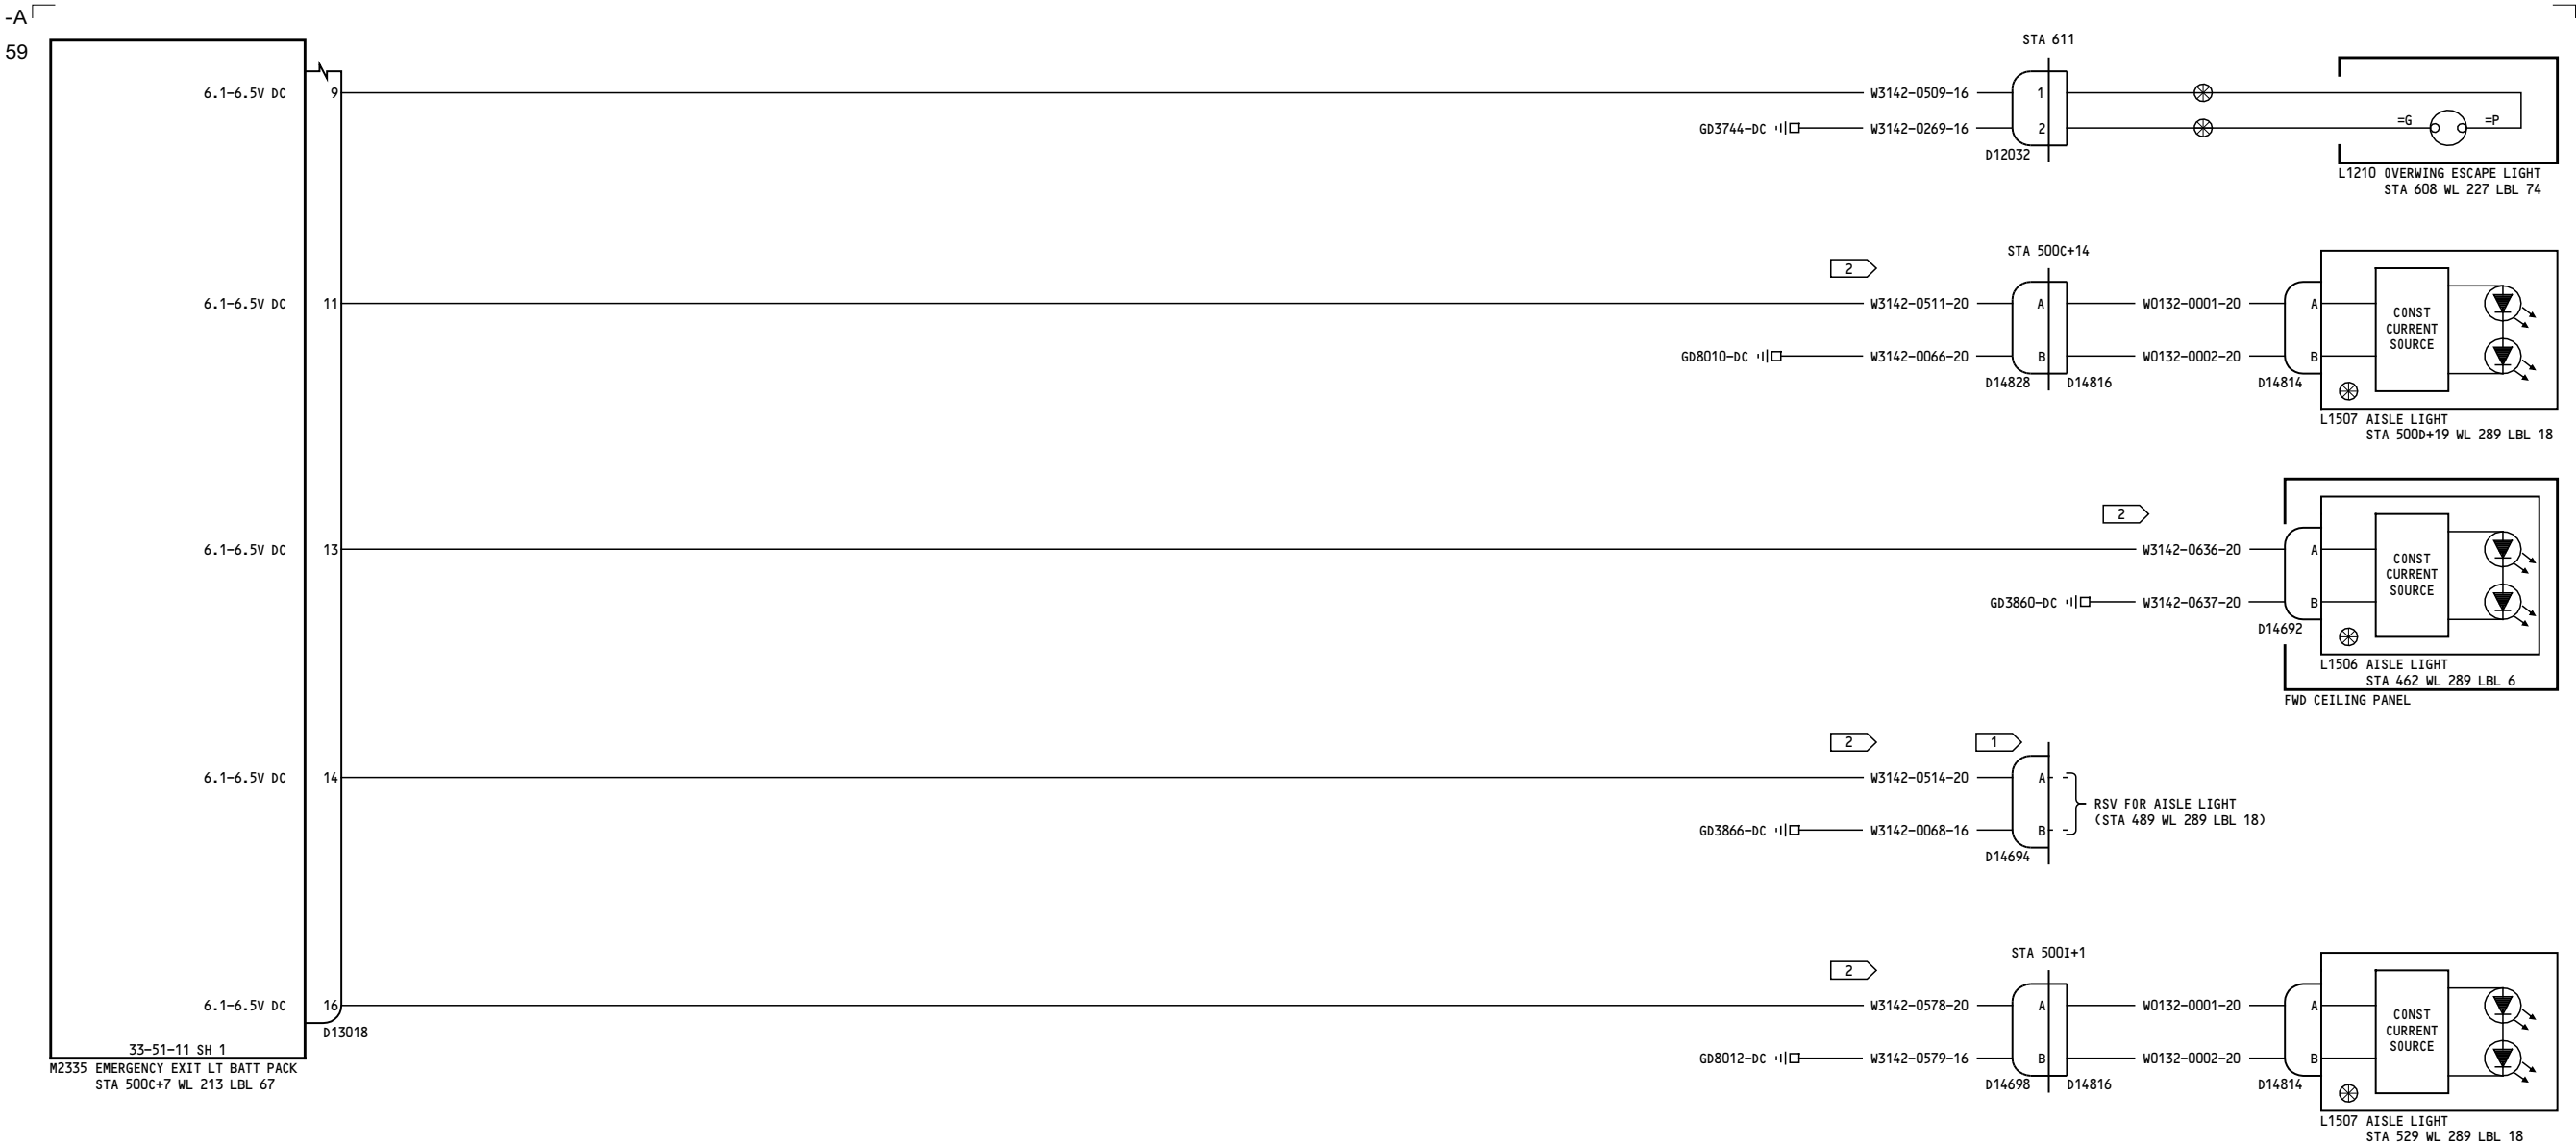 -A
59
STA 611
6.1-6.5V DC 9 W3142-0509-16 1
GD3744-DC W3142-0269-16 2 =G =P
D12032
L1210 OVERWING ESCAPE LIGHT
STA 608 WL 227 LBL 74
STA 500C+14
2
6.1-6.5V DC 11 W3142-0511-20 A W0132-0001-20 A
CONST
CURRENT
SOURCE
GD8010-DC W3142-0066-20 B W0132-0002-20 B
D14828 D14816 D14814
L1507 AISLE LIGHT
STA 500D+19 WL 289 LBL 18
2
6.1-6.5V DC 13 W3142-0636-20 A
CONST
CURRENT
SOURCE
GD3860-DC W3142-0637-20 B
D14692
L1506 AISLE LIGHT
STA 462 WL 289 LBL 6
FWD CEILING PANEL
2 1
6.1-6.5V DC 14 W3142-0514-20 A
RSV FOR AISLE LIGHT
(STA 489 WL 289 LBL 18)
GD3866-DC W3142-0068-16 B
D14694
STA 500I+1
2
6.1-6.5V DC 16 W3142-0578-20 A W0132-0001-20 A
D13018
CONST
CURRENT
SOURCE
33-51-11 SH 1
GD8012-DC W3142-0579-16 B W0132-0002-20 B
M2335 EMERGENCY EXIT LT BATT PACK
STA 500C+7 WL 213 LBL 67
D14698 D14816 D14814
L1507 AISLE LIGHT
STA 529 WL 289 LBL 18